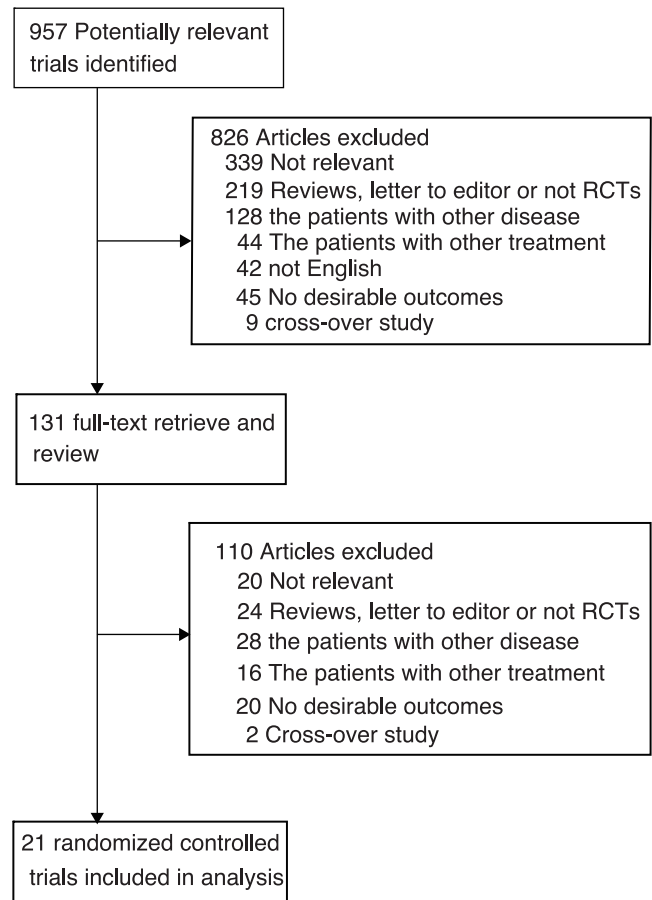 957 Potentially relevant
trials identified
826 Articles excluded
339 Not relevant
219 Reviews, letter to editor or not RCTs
128 the patients with other disease
44 The patients with other treatment
42 not English
45 No desirable outcomes
9 cross-over study
131 full-text retrieve and
review
110 Articles excluded
20 Not relevant
24 Reviews, letter to editor or not RCTs
28 the patients with other disease
16 The patients with other treatment
20 No desirable outcomes
2 Cross-over study
21 randomized controlled
trials included in analysis